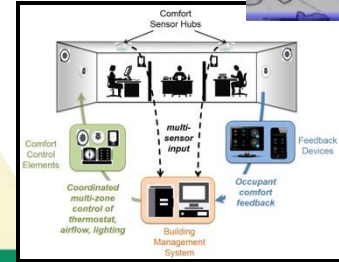 Comfort
Sensor Hubs
multi-
sensor
input
Comfort
Control
Elements
Feedback
Devices
Coordinated
multi-zone
control of
thermostat,
airflow, lighting
Occupant
comfort
feedback
Building
Management
System